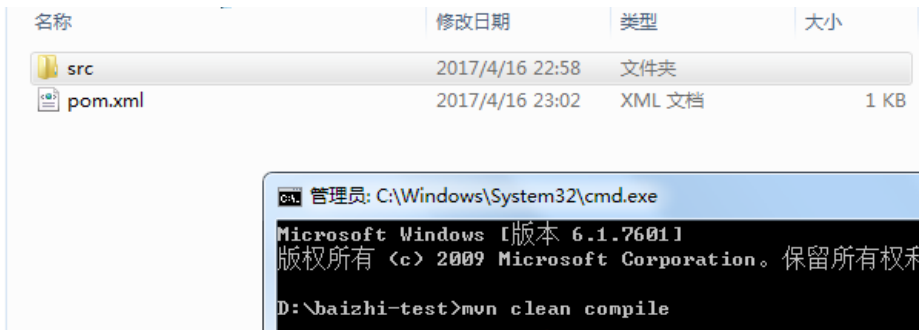 名称 修改日期 类型 大小
src 2017/4/16 22:58 文件夹
pom.xml 2017/4/16 23:02 XML 文档 1 KB
管理员: C:\Windows\System32\cmd.exe
Microsoft Windows [版本 6.1.7601]
版权所有 (c) 2009 Microsoft Corporation。保留所有权利
D:\baizhi-test>mvn clean compile